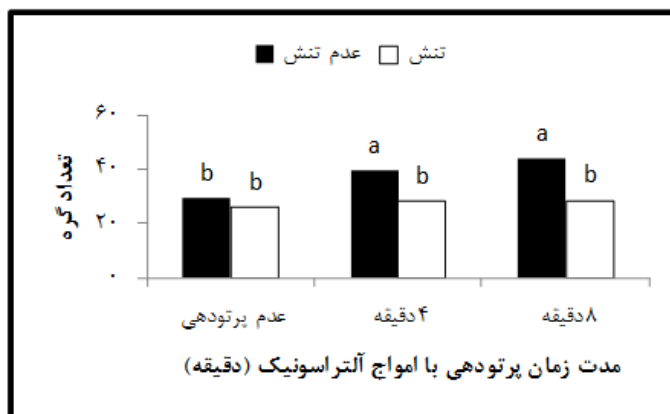 عدم تنش تنش
۶۰
۴۰
۲۰
۰
تعداد گره
b b a b a b
عدم پرتودهی ۴دقیقه ۸دقیقه
مدت زمان پرتودهی با امواج آلتراسونیک (دقیقه)